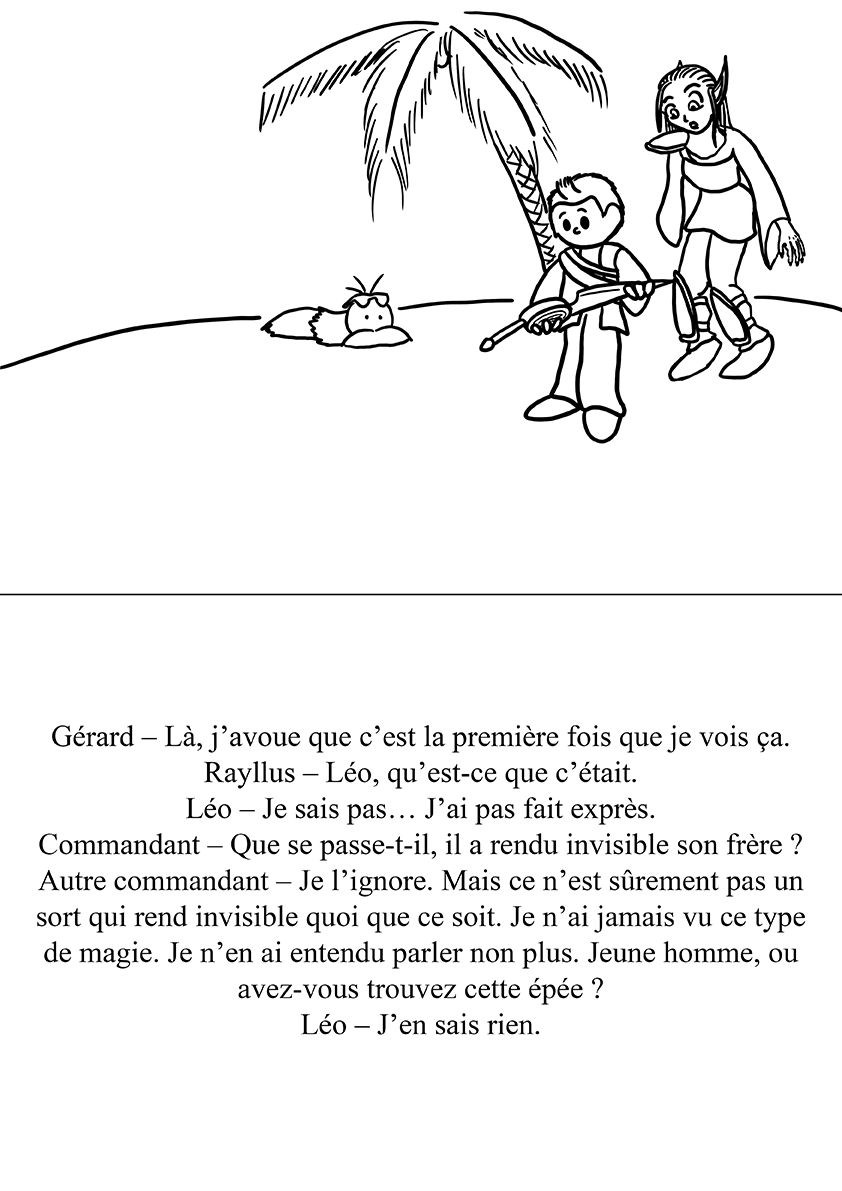 Gérard – Là, j’avoue que c’est la première fois que je vois ça.
Rayllus – Léo, qu’est-ce que c’était.
Léo – Je sais pas… J’ai pas fait exprès.
Commandant – Que se passe-t-il, il a rendu invisible son frère ?
Autre commandant – Je l’ignore. Mais ce n’est sûrement pas un
sort qui rend invisible quoi que ce soit. Je n’ai jamais vu ce type
de magie. Je n’en ai entendu parler non plus. Jeune homme, ou
avez-vous trouvez cette épée ?
Léo – J’en sais rien.